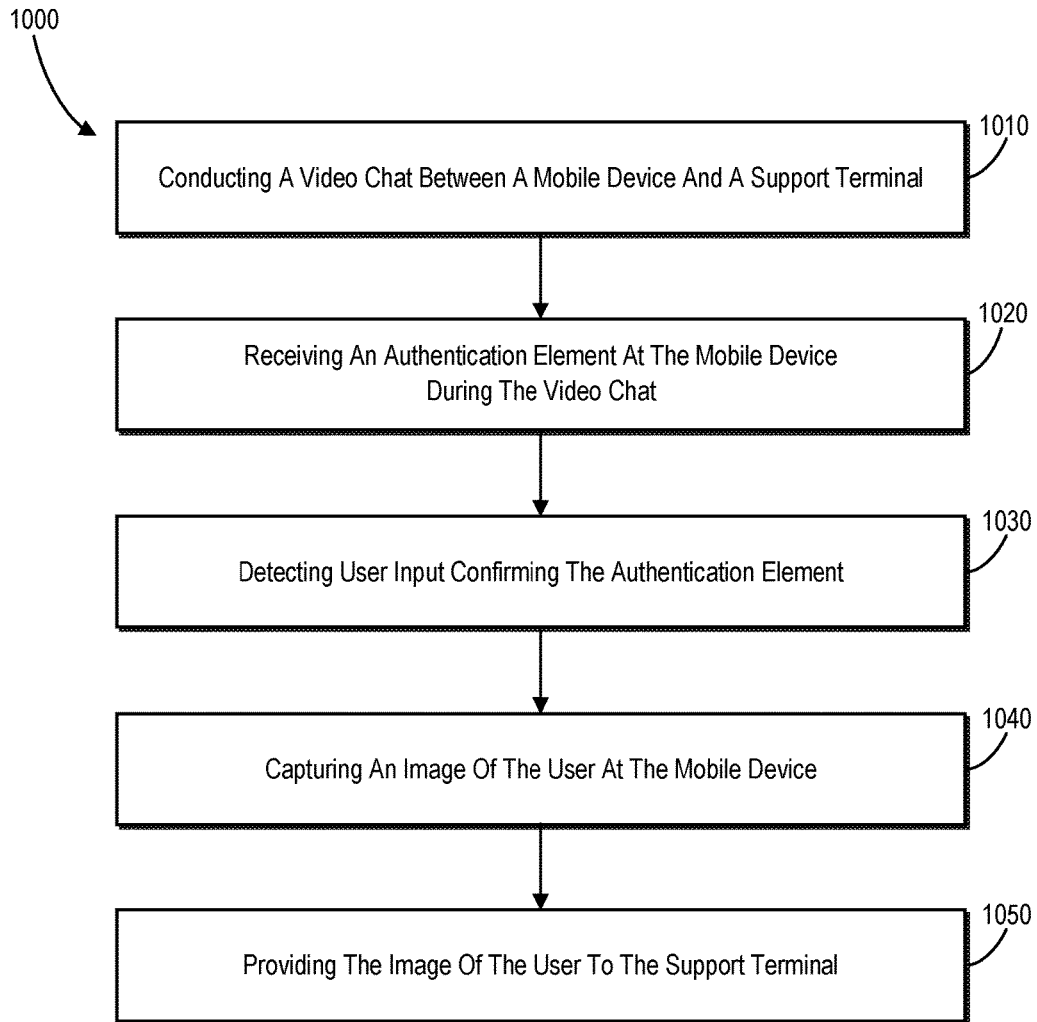 1000
1010
Conducting A Video Chat Between A Mobile Device And A Support Terminal
1020
Receiving An Authentication Element At The Mobile Device
During The Video Chat
1030
Detecting User Input Confirming The Authentication Element
1040
Capturing An Image Of The User At The Mobile Device
1050
Providing The Image Of The User To The Support Terminal